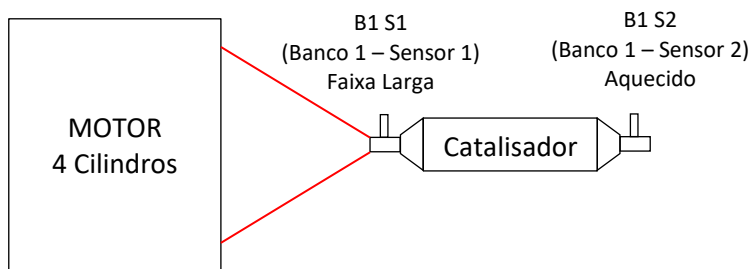 B1 S1
(Banco 1 – Sensor 1)
Faixa Larga
B1 S2
(Banco 1 – Sensor 2)
Aquecido
MOTOR
4 Cilindros
Catalisador